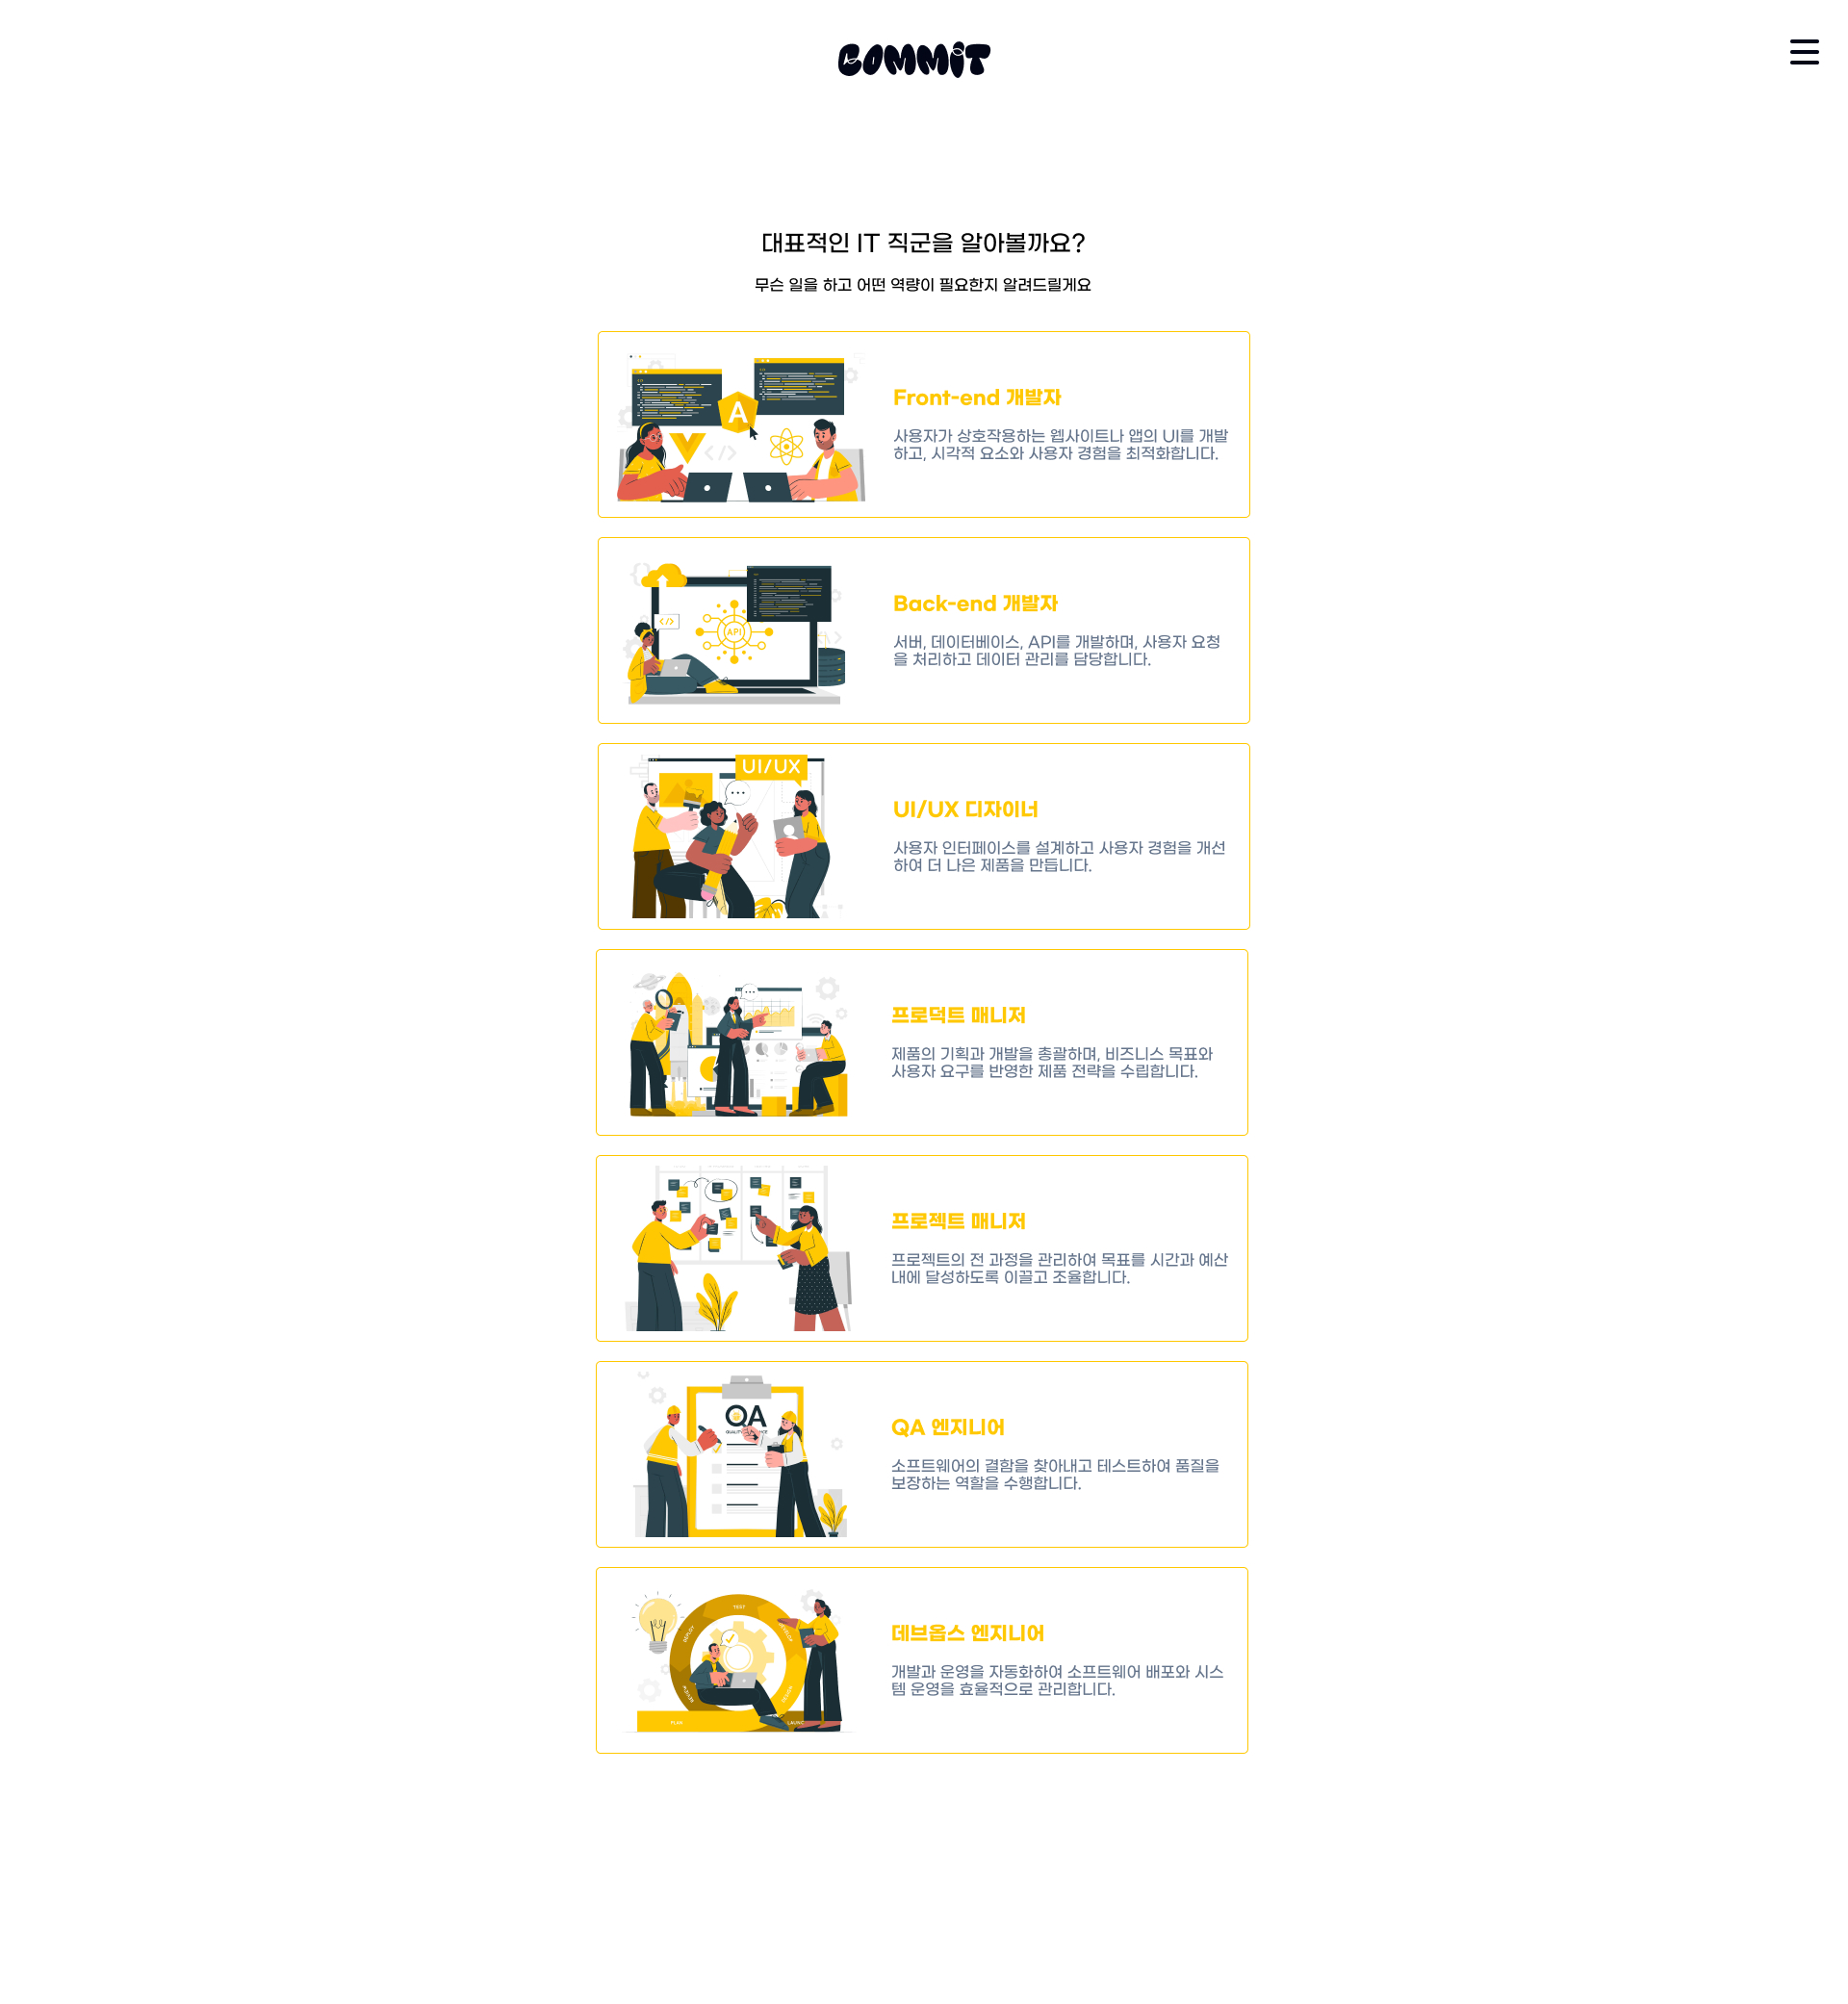 COMMIT
대표적인 IT 직군을 알아볼까요?
무슨 일을 하고 어떤 역량이 필요한지 알려드릴게요
A
Front-end 개발자
사용자가 상호작용하는 웹사이트나 앱의 UI를 개발
하고, 시각적 요소와 사용자 경험을 최적화합니다.
API
Back-end 개발자
서버, 데이터베이스, API를 개발하며, 사용자 요청
을 처리하고 데이터 관리를 담당합니다.
UI/UX
UI/UX 디자이너
사용자 인터페이스를 설계하고 사용자 경험을 개선
하여 더 나은 제품을 만듭니다.
프로덕트 매니저
제품의 기획과 개발을 총괄하며, 비즈니스 목표와
사용자 요구를 반영한 제품 전략을 수립합니다.
프로젝트 매니저
프로젝트의 전 과정을 관리하여 목표를 시간과 예산
내에 달성하도록 이끌고 조율합니다.
QA
QA 엔지니어
소프트웨어의 결함을 찾아내고 테스트하여 품질을
보장하는 역할을 수행합니다.
TEST
DEPLOY
PLAN
데브옵스 엔지니어
개발과 운영을 자동화하여 소프트웨어 배포와 시스
템 운영을 효율적으로 관리합니다.